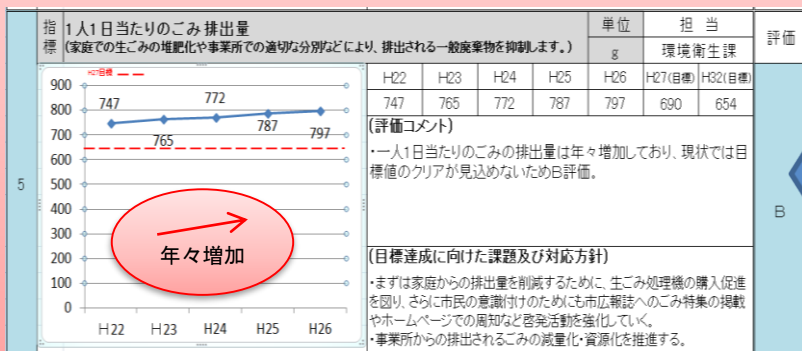 指標
1人1日当たりのごみ排出量
(家庭での生ごみの堆肥化や事業所での適切な分別などにより、排出される一般廃棄物を抑制します。)
単位
担 当
評価
g
環境衛生課
5
H27目標
900
800
700
600
500
400
300
200
100
0
747
765
772
787
797
年々増加
H22 H23 H24 H25 H26
H22 H23 H24 H25 H26 H27(目標) H32(目標)
747 765 772 787 797 690 654
(評価コメント)
・一人1日当たりのごみの排出量は年々増加しており、現状では目
標値のクリアが見込めないためB評価。
B
(目標達成に向けた課題及び対応方針)
・まずは家庭からの排出量を削減するために、生ごみ処理機の購入促進
を図り、さらに市民の意識付けのためにも市広報誌へのごみ特集の掲載
やホームページでの周知など啓発活動を強化していく。
・事業所からの排出されるごみの減量化・資源化を推進する。